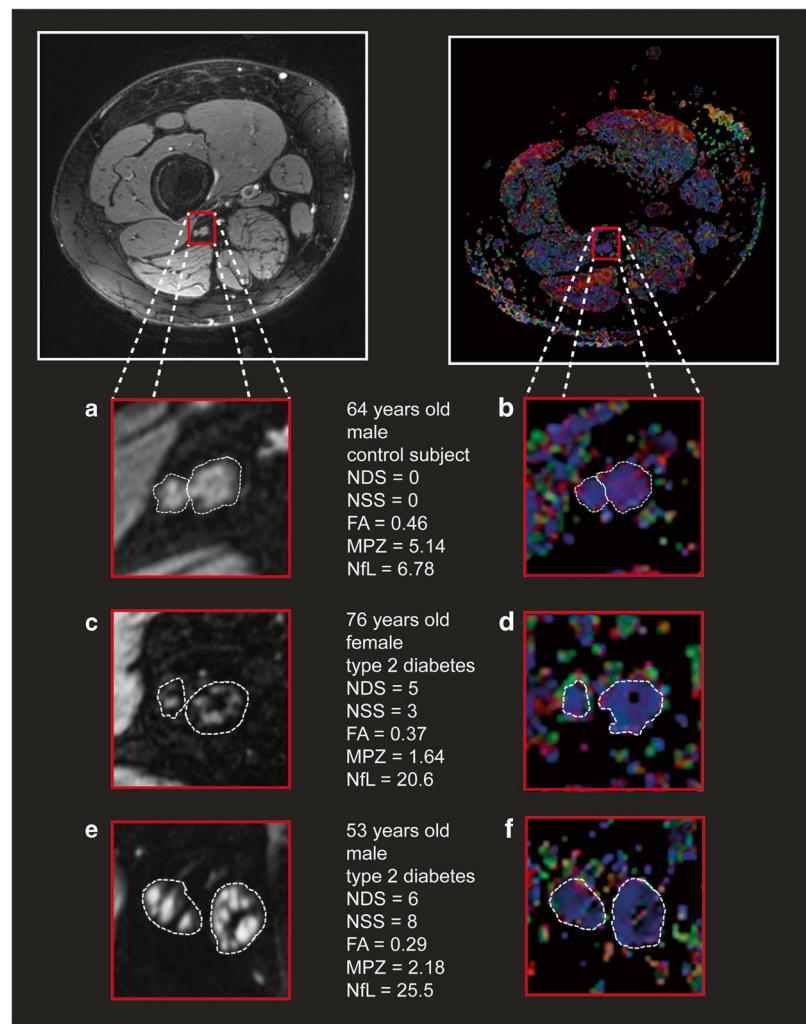 a
64 years old
male
control subject
NDS = 0
NSS = 0
FA = 0.46
MPZ = 5.14
NfL = 6.78
b
c
76 years old
female
type 2 diabetes
NDS = 5
NSS = 3
FA = 0.37
MPZ = 1.64
NfL = 20.6
d
e
53 years old
male
type 2 diabetes
NDS = 6
NSS = 8
FA = 0.29
MPZ = 2.18
NfL = 25.5
f